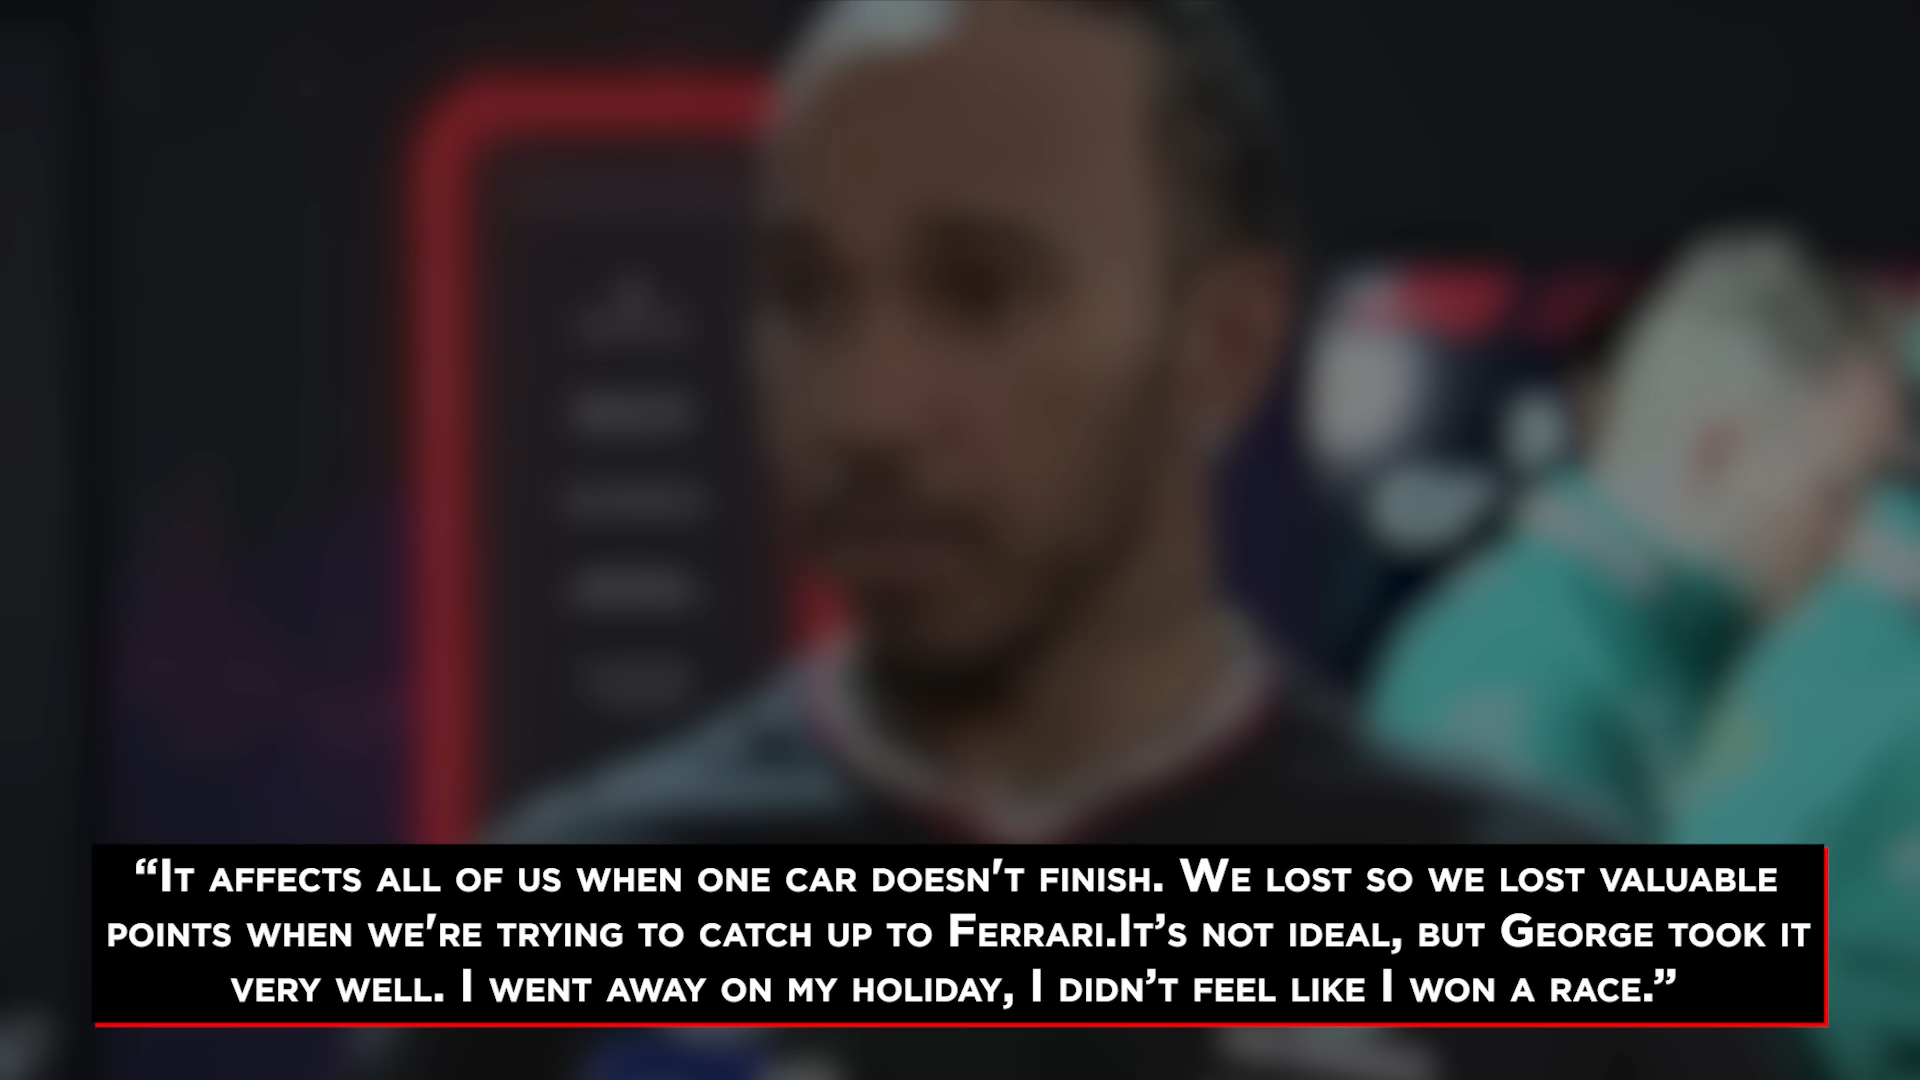 “It affects all of us when one car doesn't finish. We lost so we lost valuable
points when we're trying to catch up to Ferrari.It’s not ideal, but George took it
very well. I went away on my holiday, I didn’t feel like I won a race.”